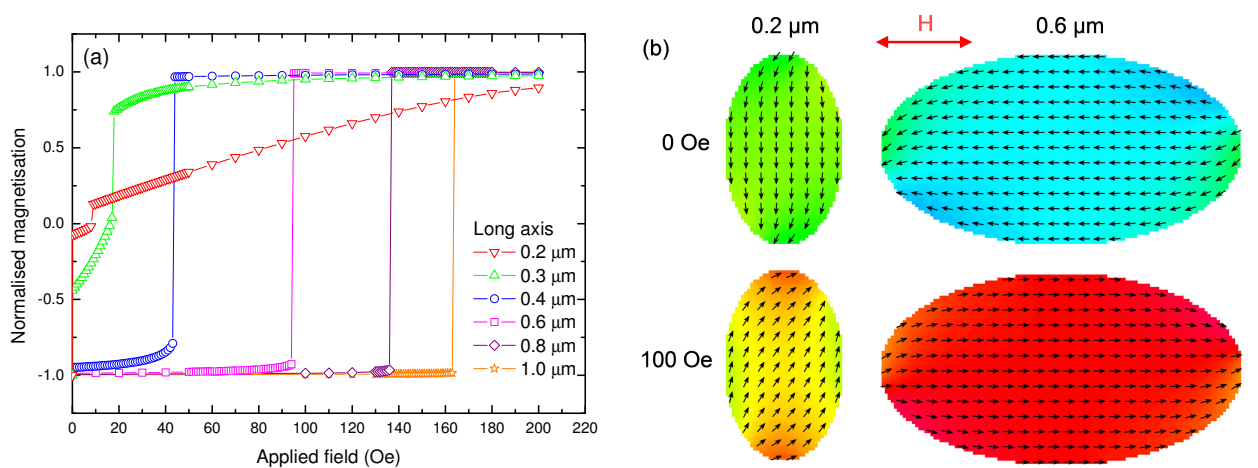 (a)
Normalised magnetisation
1.0
0.5
0.0
-0.5
-1.0
0 20 40 60 80 100 120 140 160 180 200 220
Applied field (Oe)
Long axis
0.2 μm
0.3 μm
0.4 μm
0.6 μm
0.8 μm
1.0 μm
(b)
0.2 μm
H
0.6 μm
0 Oe
100 Oe